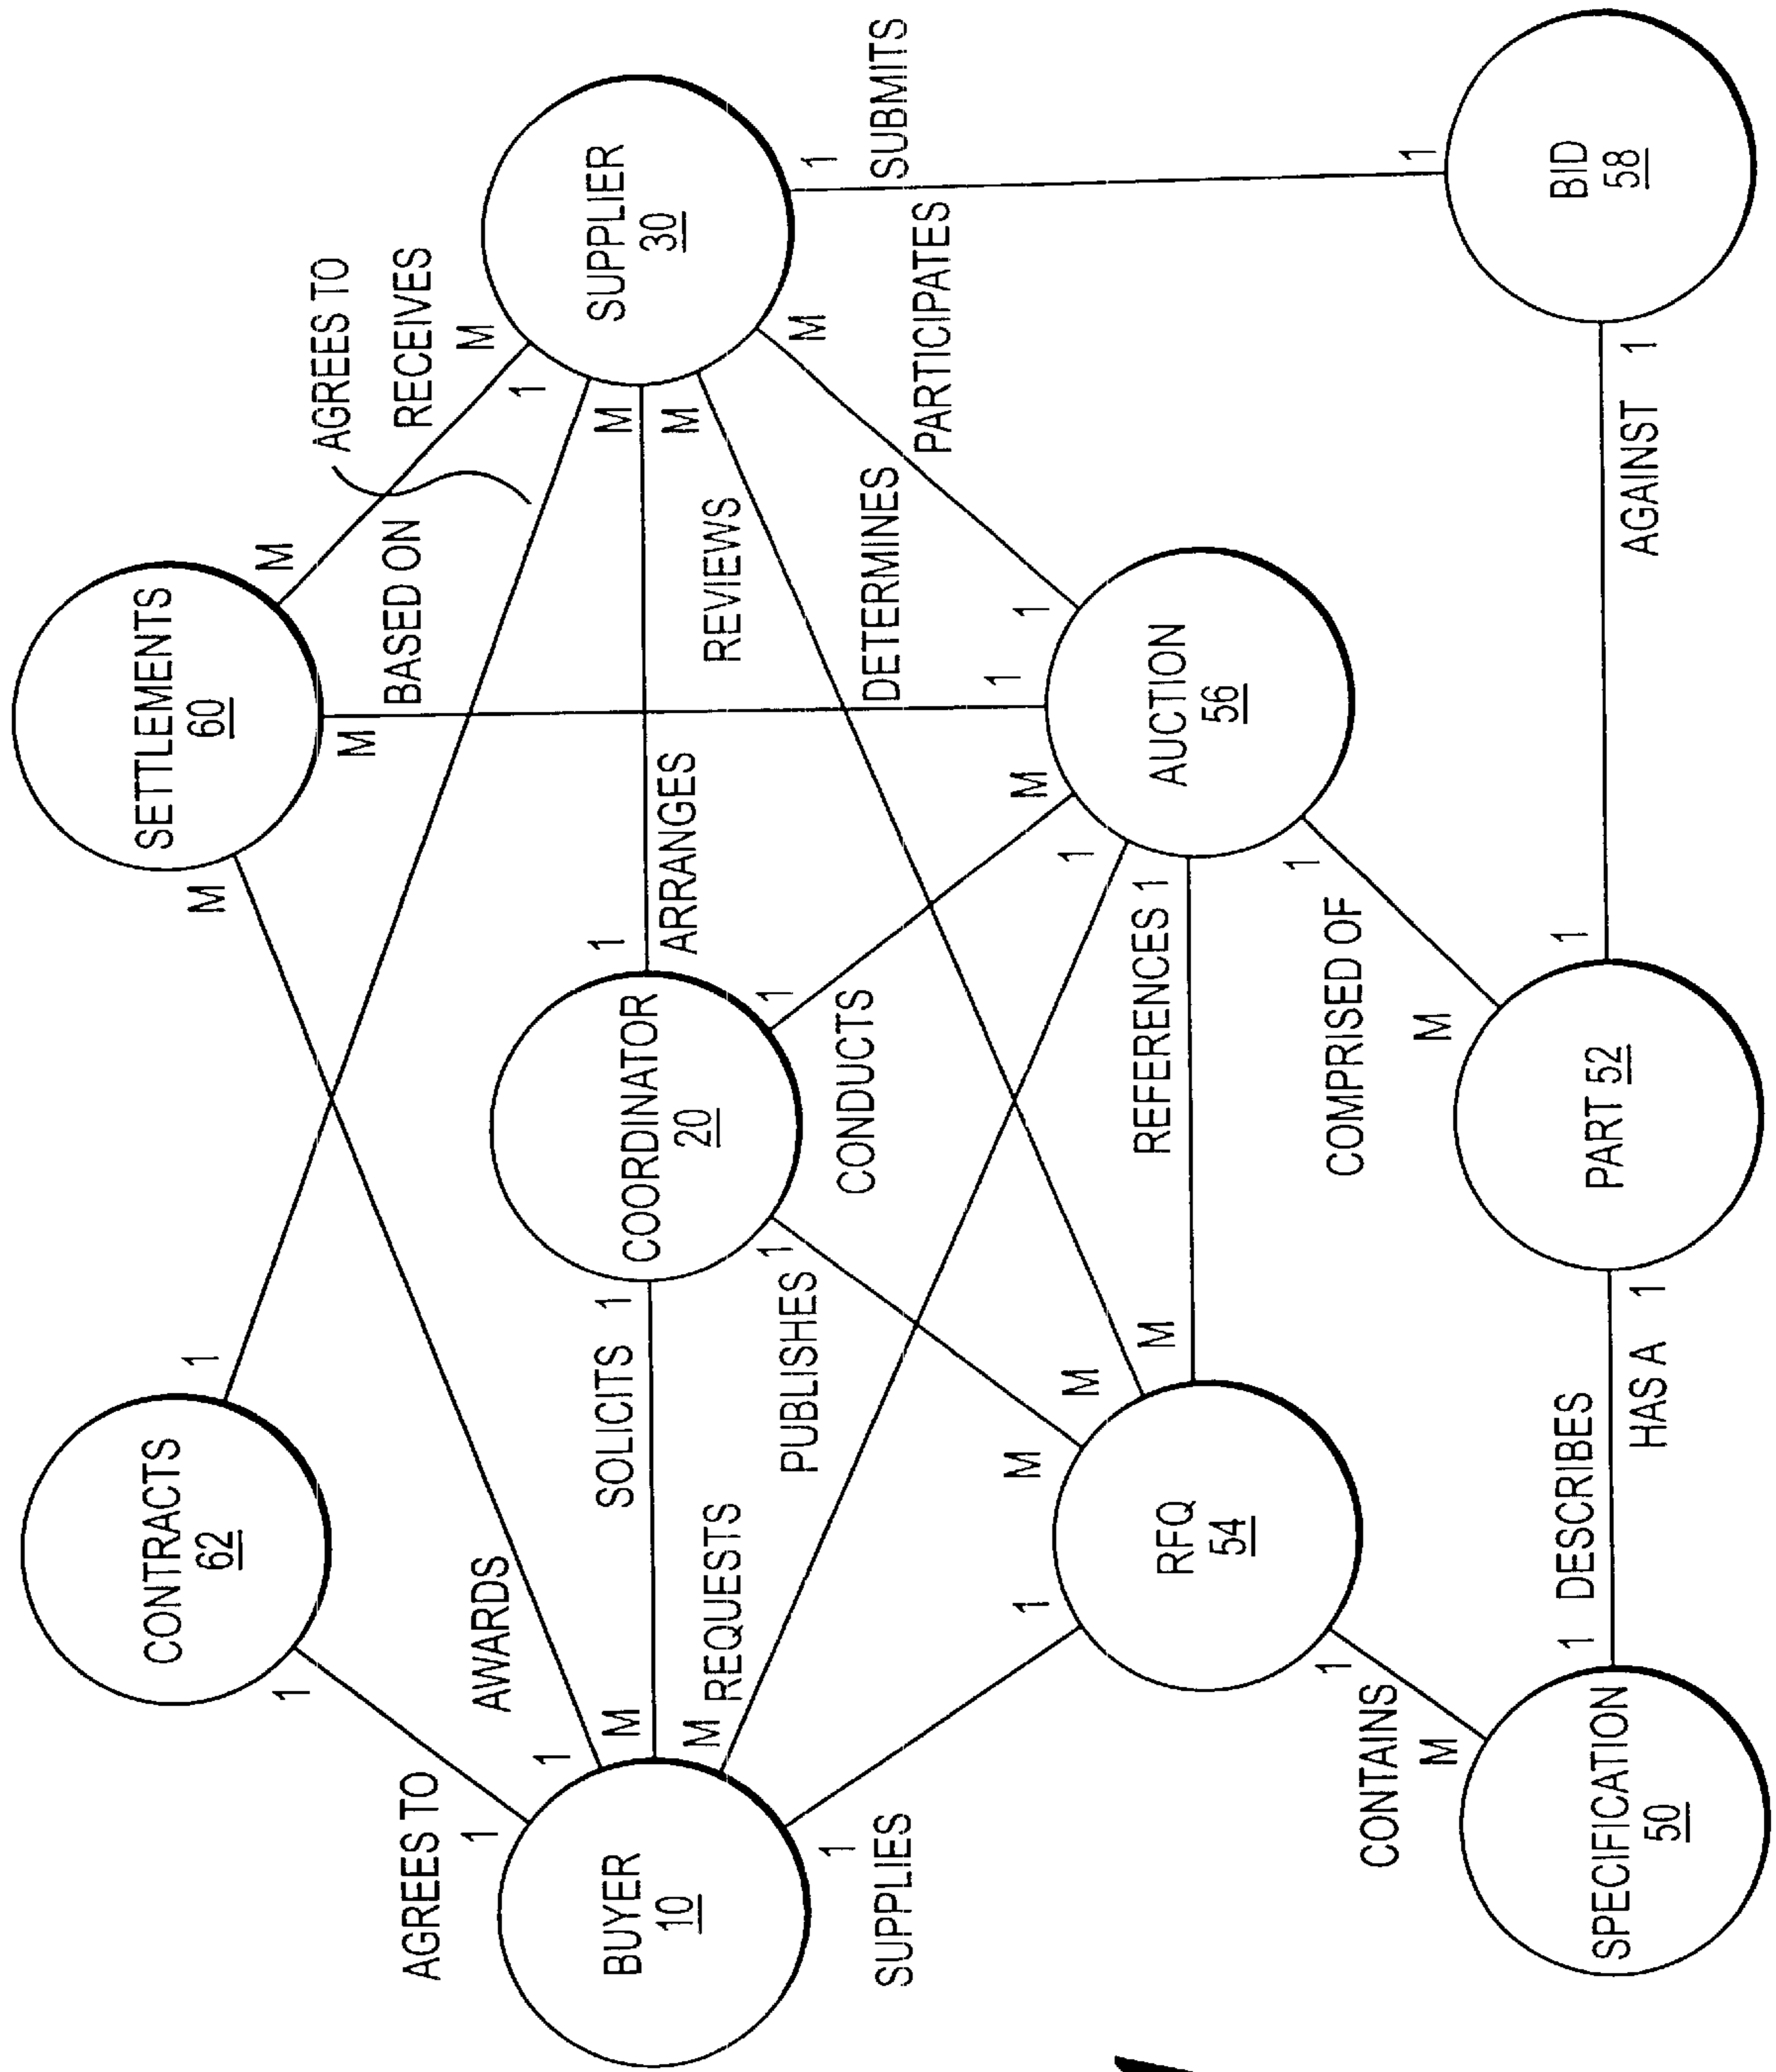 CONTRACTS
62
SETTLEMENTS
60
AGREES TO
1
1
M
M
AGREES TO
RECEIVES
M
AWARDS
BASED ON
M
1
1
1
BUYER
10
M
SOLICITS 1
COORDINATOR
20
1
ARRANGES
M
M
SUPPLIER
30
M
REQUESTS
REVIEWS
1
PUBLISHES
1
1
M
1
SUPPLIES
CONDUCTS
DETERMINES
PARTICIPATES
SUBMITS
1
M
M
1
M
1
1
M
REFERENCES 1
RFQ
54
AUCTION
56
1
CONTAINS
M
COMPRISED OF
1
M
1
SPECIFICATION
50
1 DESCRIBES
HAS A 1
PART 52
1
AGAINST 1
BID
58